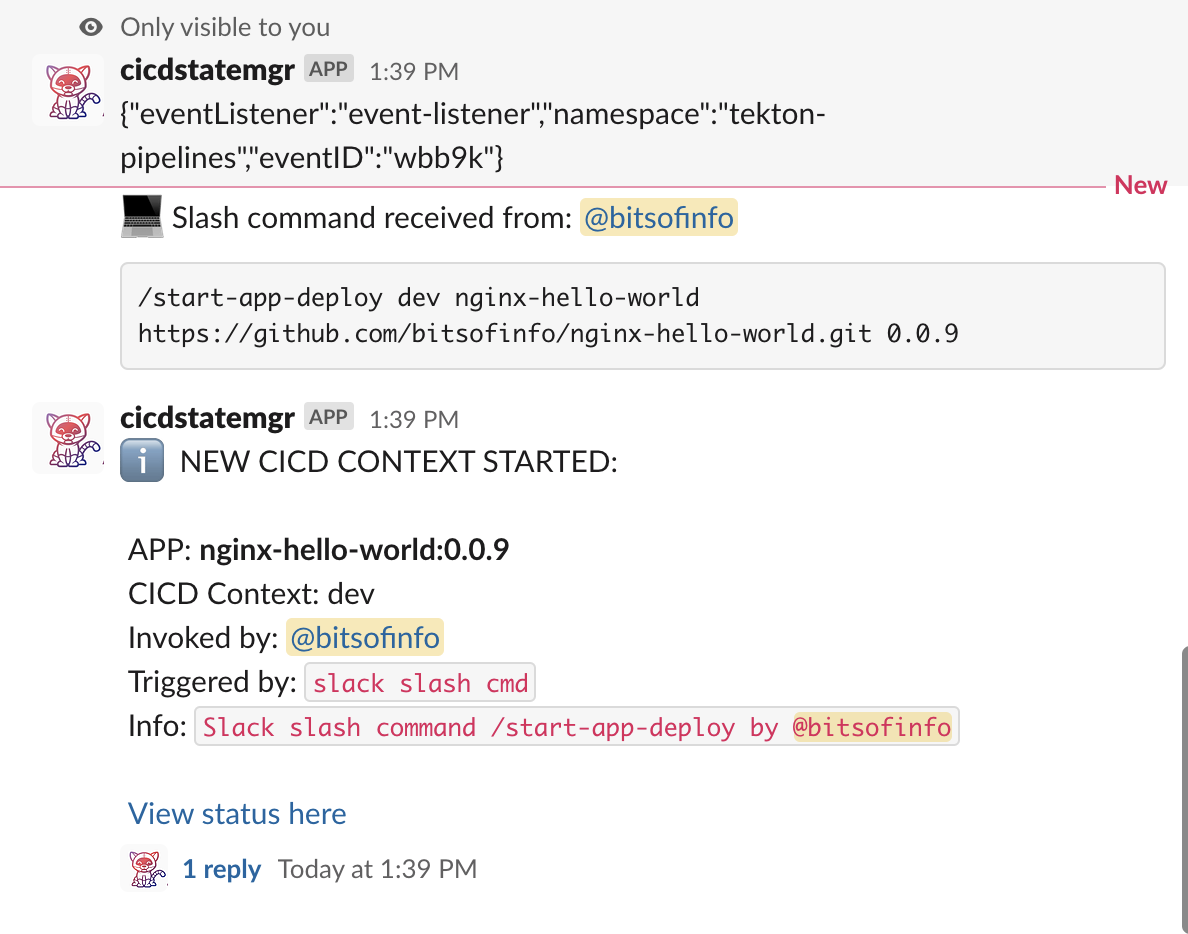 Only visible to you
cicdstatemgr APP 1:39 PM
{"eventListener":"event-listener","namespace":"tekton-
pipelines","eventID":"wbb9k"}
New
Slash command received from: @bitsofinfo
/start-app-deploy dev nginx-hello-world
https://github.com/bitsofinfo/nginx-hello-world.git 0.0.9
cicdstatemgr APP 1:39 PM
i NEW CICD CONTEXT STARTED:
APP: nginx-hello-world:0.0.9
CICD Context: dev
Invoked by: @bitsofinfo
Triggered by: slack slash cmd
Info: Slack slash command /start-app-deploy by @bitsofinfo
View status here
1 reply Today at 1:39 PM